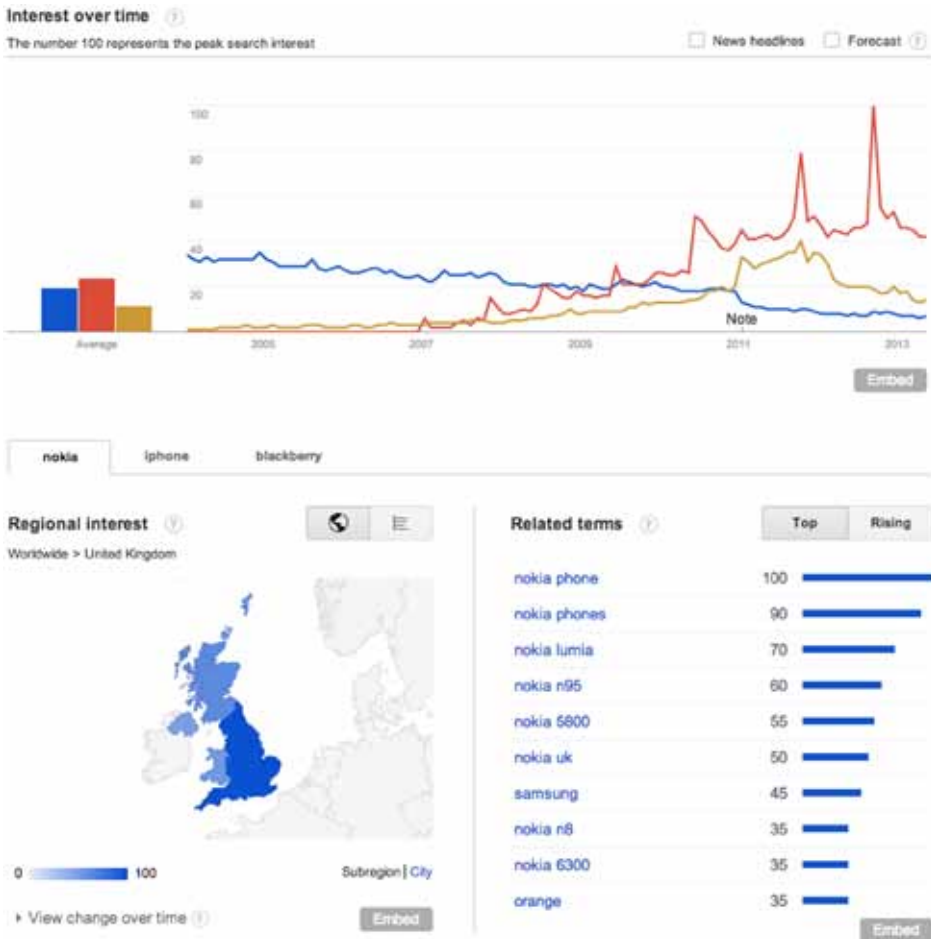 Interest over time ?
The number 100 represents the peak search interest
News headlines Forecast ?
100
80
60
40
20
Note
Average 2005 2007 2009 2011 2013
Embed
nokia iphone blackberry
Regional interest ?
Worldwide > United Kingdom
0 100
Subregion | City
View change over time ?
Embed
Related terms ?
Top Rising
nokia phone 100
nokia phones 90
nokia lumia 70
nokia n95 60
nokia 5800 55
nokia uk 50
samsung 45
nokia n8 35
nokia 6300 35
orange 35
Embed